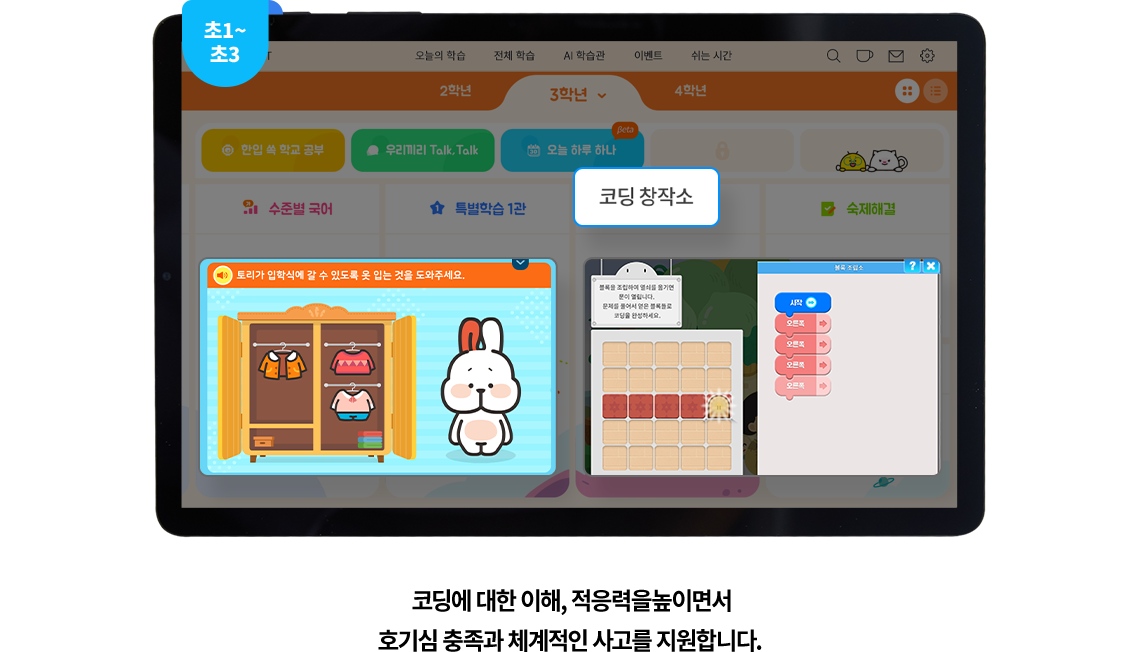 초1~
초3
T
오늘의 학습 전체 학습 AI 학습관 이벤트 쉬는 시간
2학년 3학년 4학년
한입 쏙 학교 공부 우리끼리 Talk, Talk 오늘 하루 하나 βeta
코딩 창작소
수준별 국어 특별학습 1관 숙제해결
토리가 입학식에 갈 수 있도록 옷 입는 것을 도와주세요.
블록 조립소 ?
블록을 조립하여 열쇠를 옮기면
문이 열립니다.
문제를 풀어서 얻은 블록들로
코딩을 완성하세요.
시작
오른쪽
오른쪽
오른쪽
오른쪽
코딩에 대한 이해, 적응력을높이면서
호기심 충족과 체계적인 사고를 지원합니다.